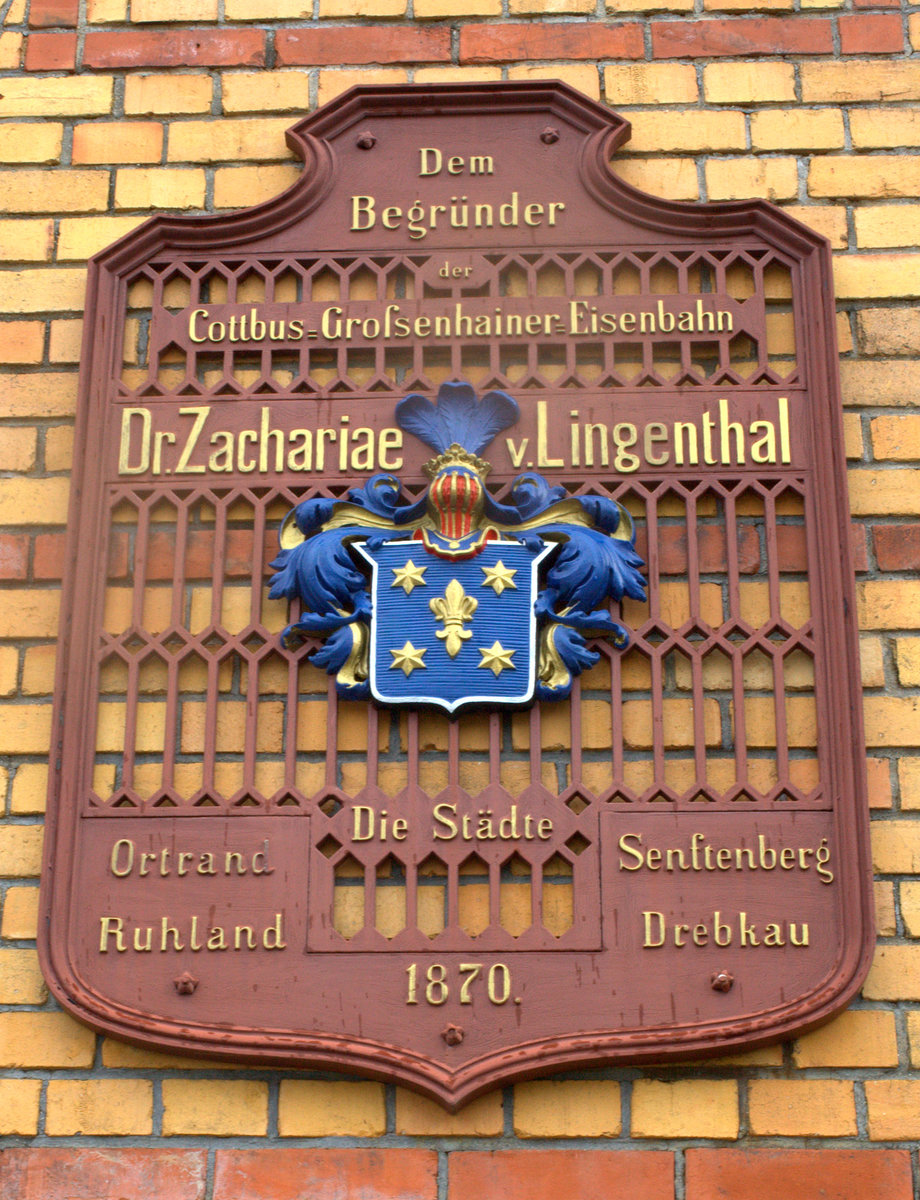 Dem
Begründer
der
Cottbus=Groſsenhainer=Eisenbahn
Dr. Zachariae v. Lingenthal
Die Städte
Ortrand Senftenberg
Ruhland Drebkau
1870.